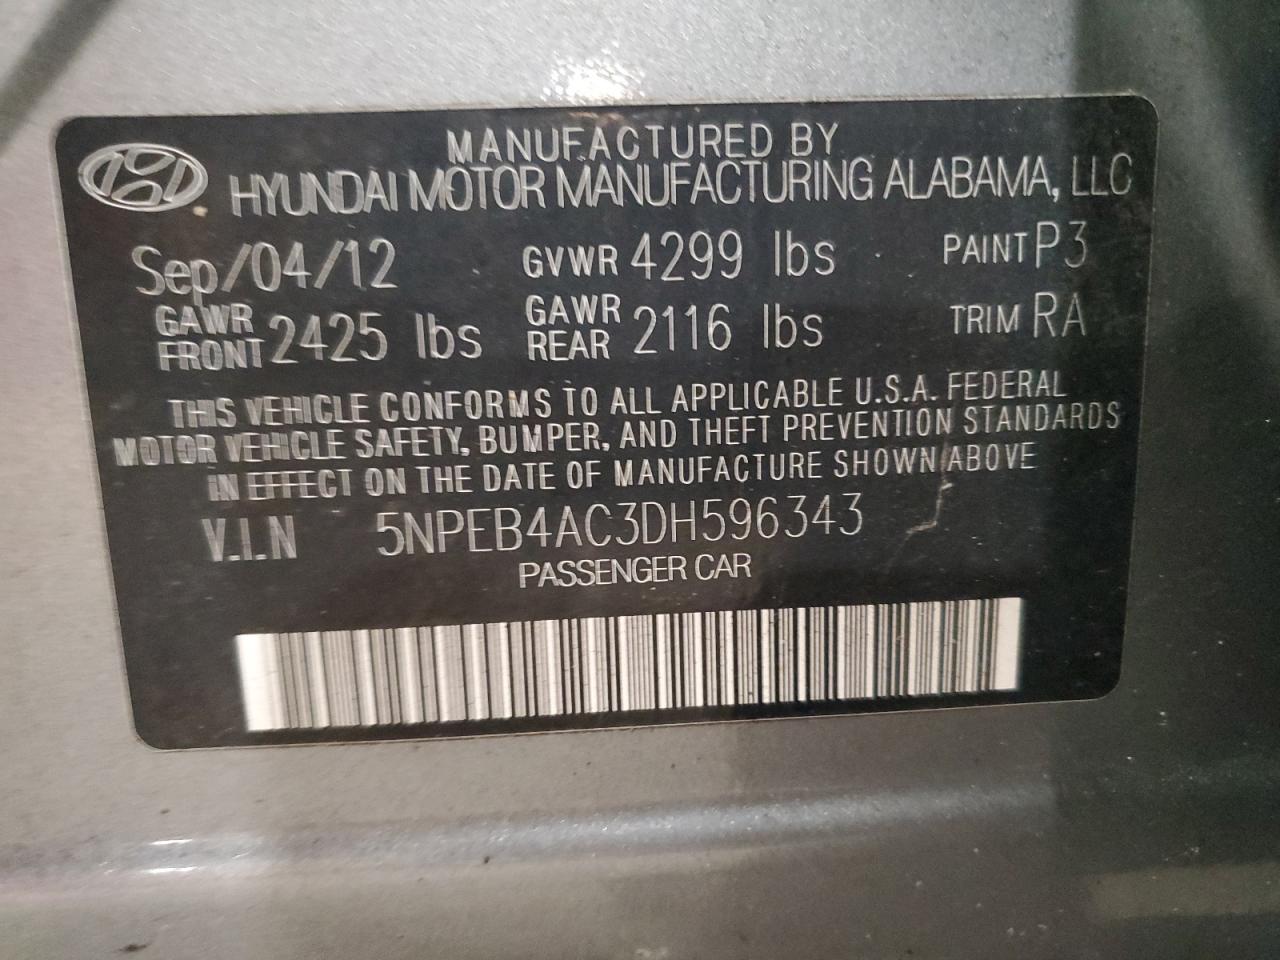 MANUFACTURED BY
HYUNDAI MOTOR MANUFACTURING ALABAMA, LLC
Sep/04/12 GVWR 4299 lbs PAINT P3
GAWR FRONT 2425 lbs GAWR REAR 2116 lbs TRIM RA
THIS VEHICLE CONFORMS TO ALL APPLICABLE U.S.A. FEDERAL
MOTOR VEHICLE SAFETY, BUMPER, AND THEFT PREVENTION STANDARDS
IN EFFECT ON THE DATE OF MANUFACTURE SHOWN ABOVE
V.I.N 5NPEB4AC3DH596343
PASSENGER CAR